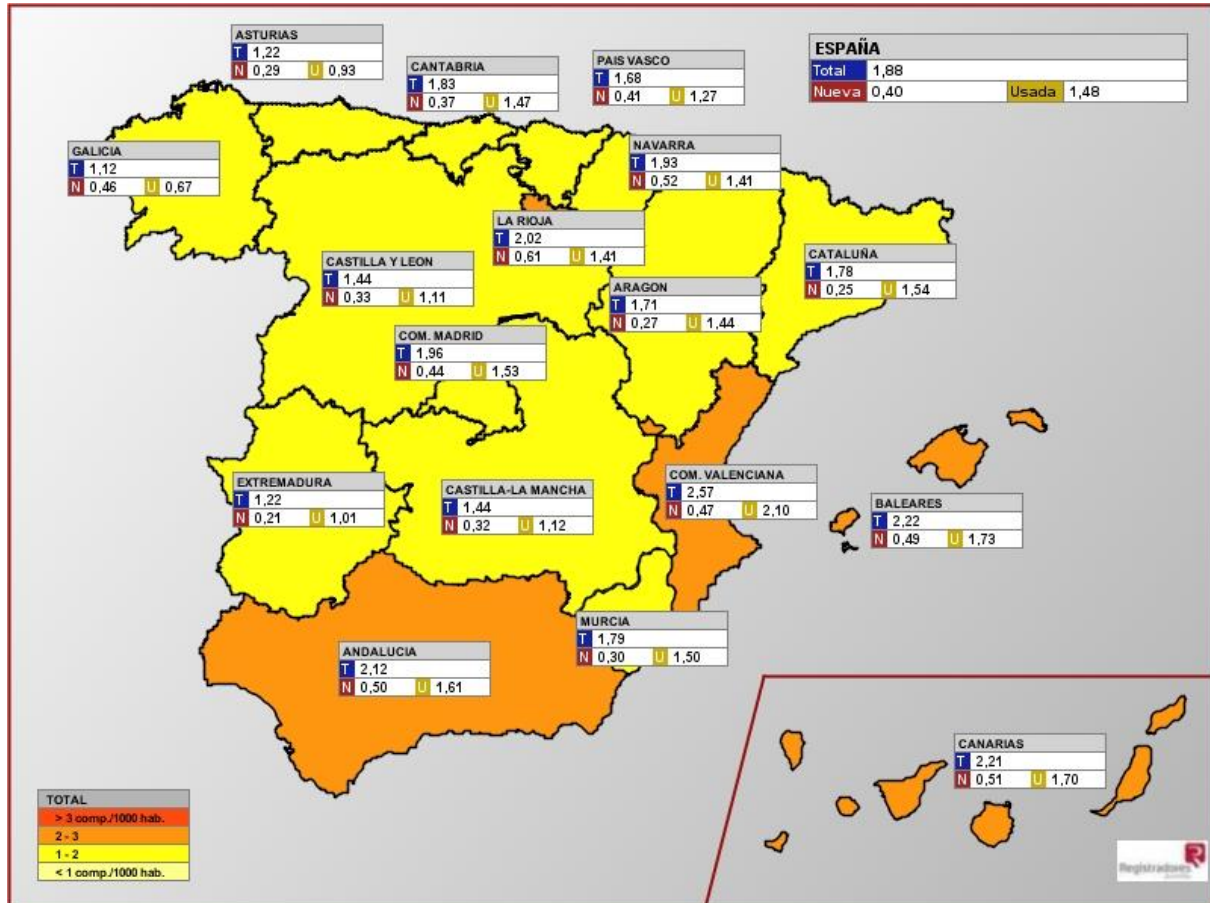 ASTURIAS
T 1,22
N 0,29 U 0,93
CANTABRIA
T 1,83
N 0,37 U 1,47
PAIS VASCO
T 1,68
N 0,41 U 1,27
ESPAÑA
Total 1,88
Nueva 0,40 Usada 1,48
GALICIA
T 1,12
N 0,46 U 0,67
NAVARRA
T 1,93
N 0,52 U 1,41
LA RIOJA
T 2,02
N 0,61 U 1,41
CASTILLA Y LEON
T 1,44
N 0,33 U 1,11
CATALUÑA
T 1,78
N 0,25 U 1,54
ARAGON
T 1,71
N 0,27 U 1,44
COM. MADRID
T 1,96
N 0,44 U 1,53
EXTREMADURA
T 1,22
N 0,21 U 1,01
CASTILLA-LA MANCHA
T 1,44
N 0,32 U 1,12
COM. VALENCIANA
T 2,57
N 0,47 U 2,10
BALEARES
T 2,22
N 0,49 U 1,73
MURCIA
T 1,79
N 0,30 U 1,50
ANDALUCIA
T 2,12
N 0,50 U 1,61
CANARIAS
T 2,21
N 0,51 U 1,70
TOTAL
> 3 comp./1000 hab.
2 - 3
1 - 2
< 1 comp./1000 hab.
Registradores